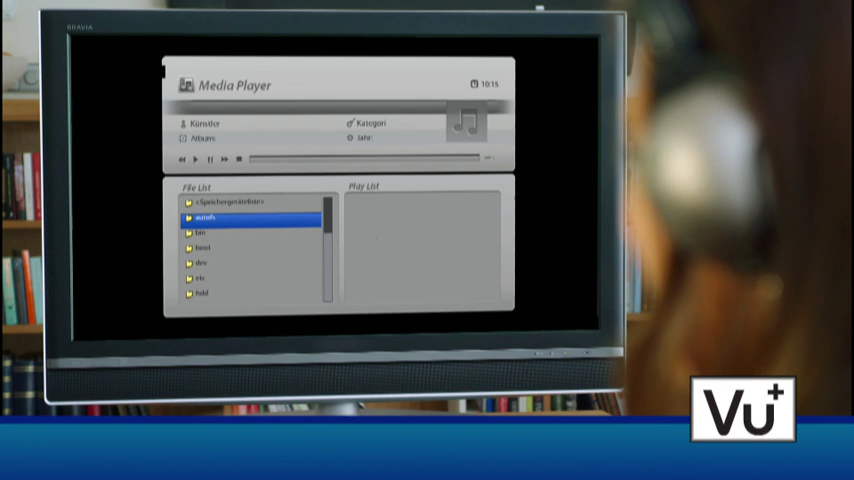 BRAVIA
Media Player
10:15
Künstler
Kategori
Album:
Jahr:
File List
Play List
<Speichergeräteliste>
autofs
bin
boot
dev
etc
hdd
Vu+